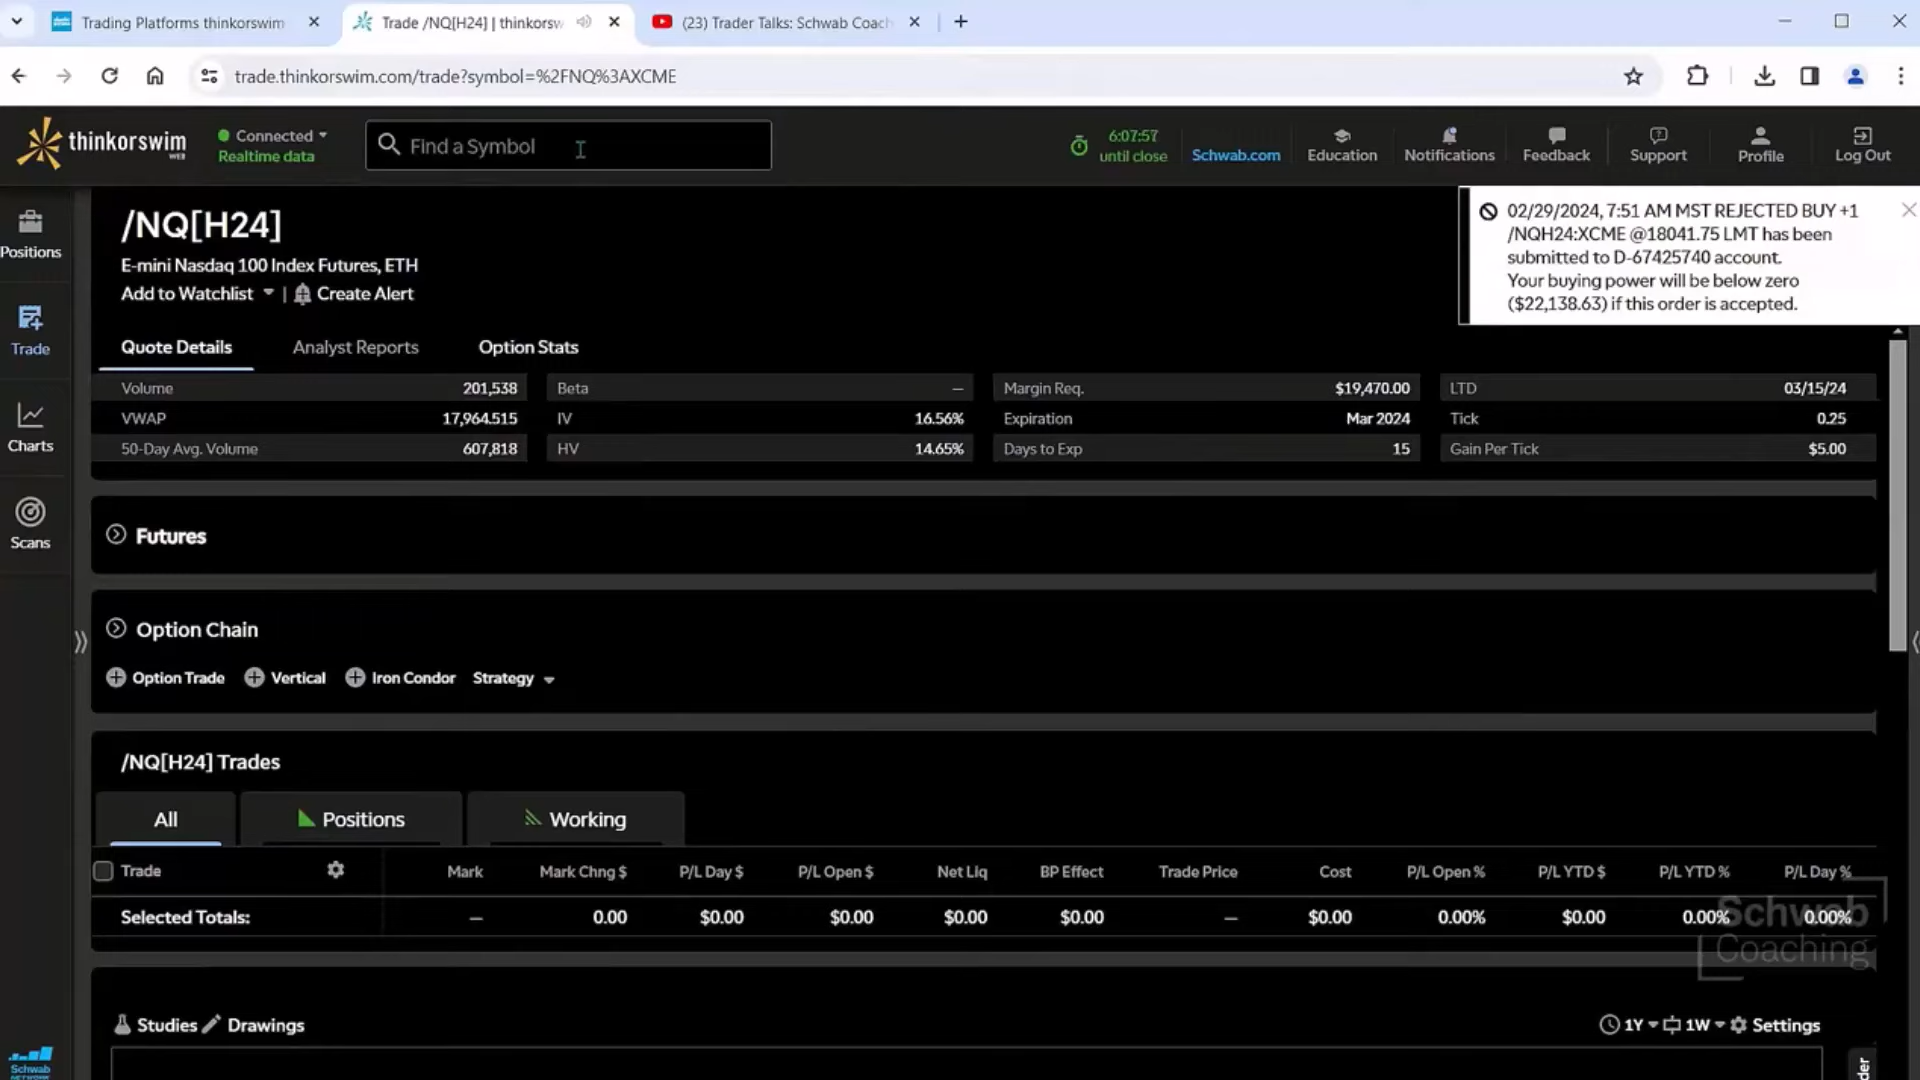 Trading Platforms thinkorswim
Trade /NQ[H24] | thinkorsw
(23) Trader Talks: Schwab Coach
trade.thinkorswim.com/trade?symbol=%2FNQ%3AXCME
thinkorswim
WEB
Connected
Realtime data
Find a Symbol
6:07:57
until close
Schwab.com
Education
Notifications
Feedback
Support
Profile
Log Out
Positions
Trade
Charts
Scans
Schwab
NETWORK
/NQ[H24]
E-mini Nasdaq 100 Index Futures, ETH
Add to Watchlist | Create Alert
02/29/2024, 7:51 AM MST REJECTED BUY +1
/NQH24:XCME @18041.75 LMT has been
submitted to D-67425740 account.
Your buying power will be below zero
($22,138.63) if this order is accepted.
Quote Details Analyst Reports Option Stats
Volume 201,538 Beta – Margin Req. $19,470.00 LTD 03/15/24
VWAP 17,964.515 IV 16.56% Expiration Mar 2024 Tick 0.25
50-Day Avg. Volume 607,818 HV 14.65% Days to Exp 15 Gain Per Tick $5.00
Futures
Option Chain
Option Trade Vertical Iron Condor Strategy
/NQ[H24] Trades
All Positions Working
Trade Mark Mark Chng $ P/L Day $ P/L Open $ Net Liq BP Effect Trade Price Cost P/L Open % P/L YTD $ P/L YTD % P/L Day %
Selected Totals: – 0.00 $0.00 $0.00 $0.00 $0.00 – $0.00 0.00% $0.00 0.00% 0.00%
Schwab
Coaching
Studies Drawings
1Y 1W Settings